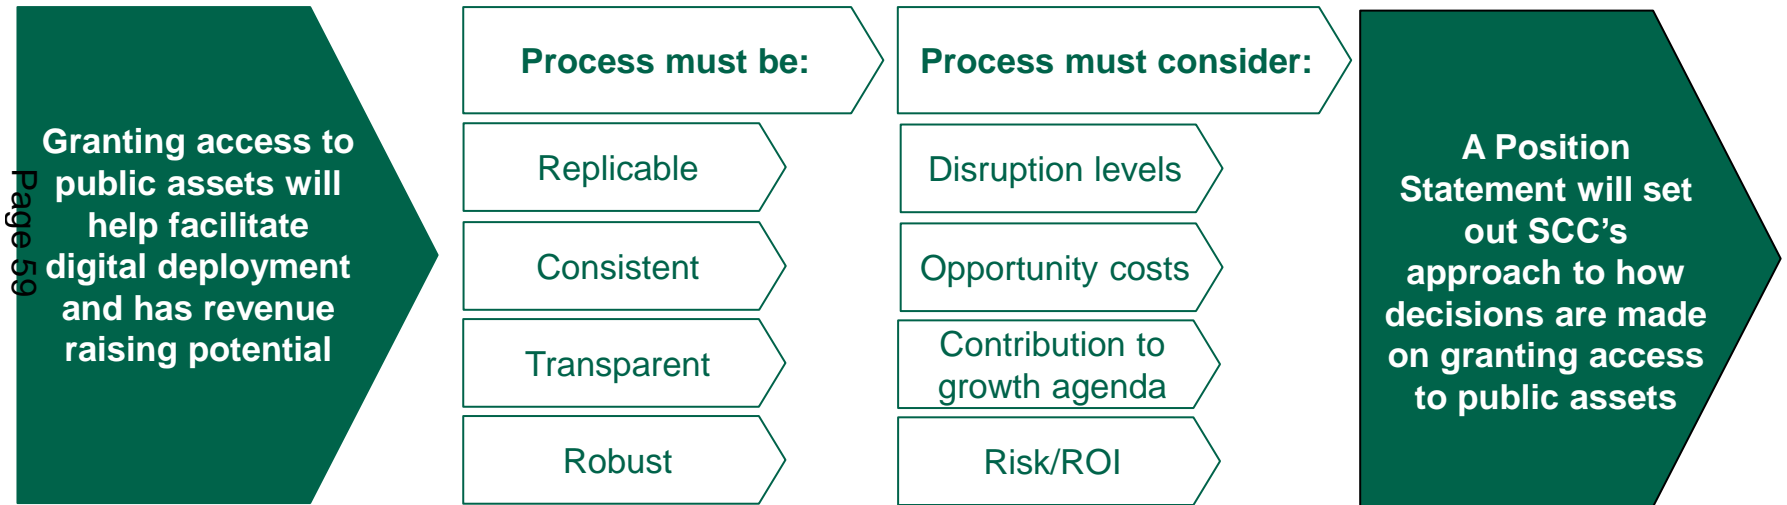 Granting access to
public assets will
help facilitate
digital deployment
and has revenue
raising potential
Page 59
Process must be:
Replicable
Consistent
Transparent
Robust
Process must consider:
Disruption levels
Opportunity costs
Contribution to
growth agenda
Risk/ROI
A Position
Statement will set
out SCC’s
approach to how
decisions are made
on granting access
to public assets